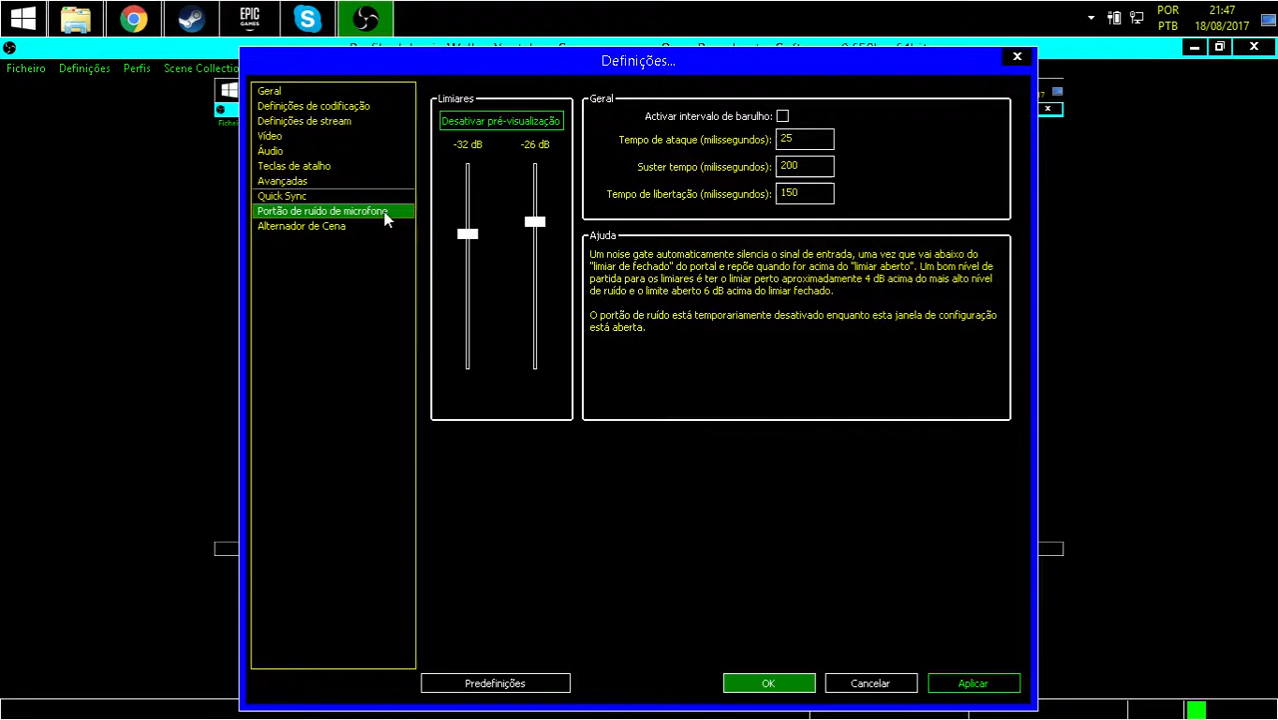 EPIC
GAMES
POR
PTB
21:47
18/08/2017
Definições...
Ficheiro
Definições
Perfis
Scene Collectio
Geral
Definições de codificação
Definições de stream
Vídeo
Áudio
Teclas de atalho
Avançadas
Quick Sync
Portão de ruído de microfone
Alternador de Cena
Limiares
Desativar pré-visualização
-32 dB
-26 dB
Geral
Activar intervalo de barulho:
Tempo de ataque (milissegundos): 25
Suster tempo (milissegundos): 200
Tempo de libertação (milissegundos): 150
Ajuda
Um noise gate automaticamente silencia o sinal de entrada, uma vez que vai abaixo do
"limiar de fechado" do portal e repõe quando for acima do "limiar aberto". Um bom nível de
partida para os limiares é ter o limiar perto aproximadamente 4 dB acima do mais alto nível
de ruído e o limite aberto 6 dB acima do limiar fechado.
O portão de ruído está temporariamente desativado enquanto esta janela de configuração
está aberta.
Predefinições
OK
Cancelar
Aplicar